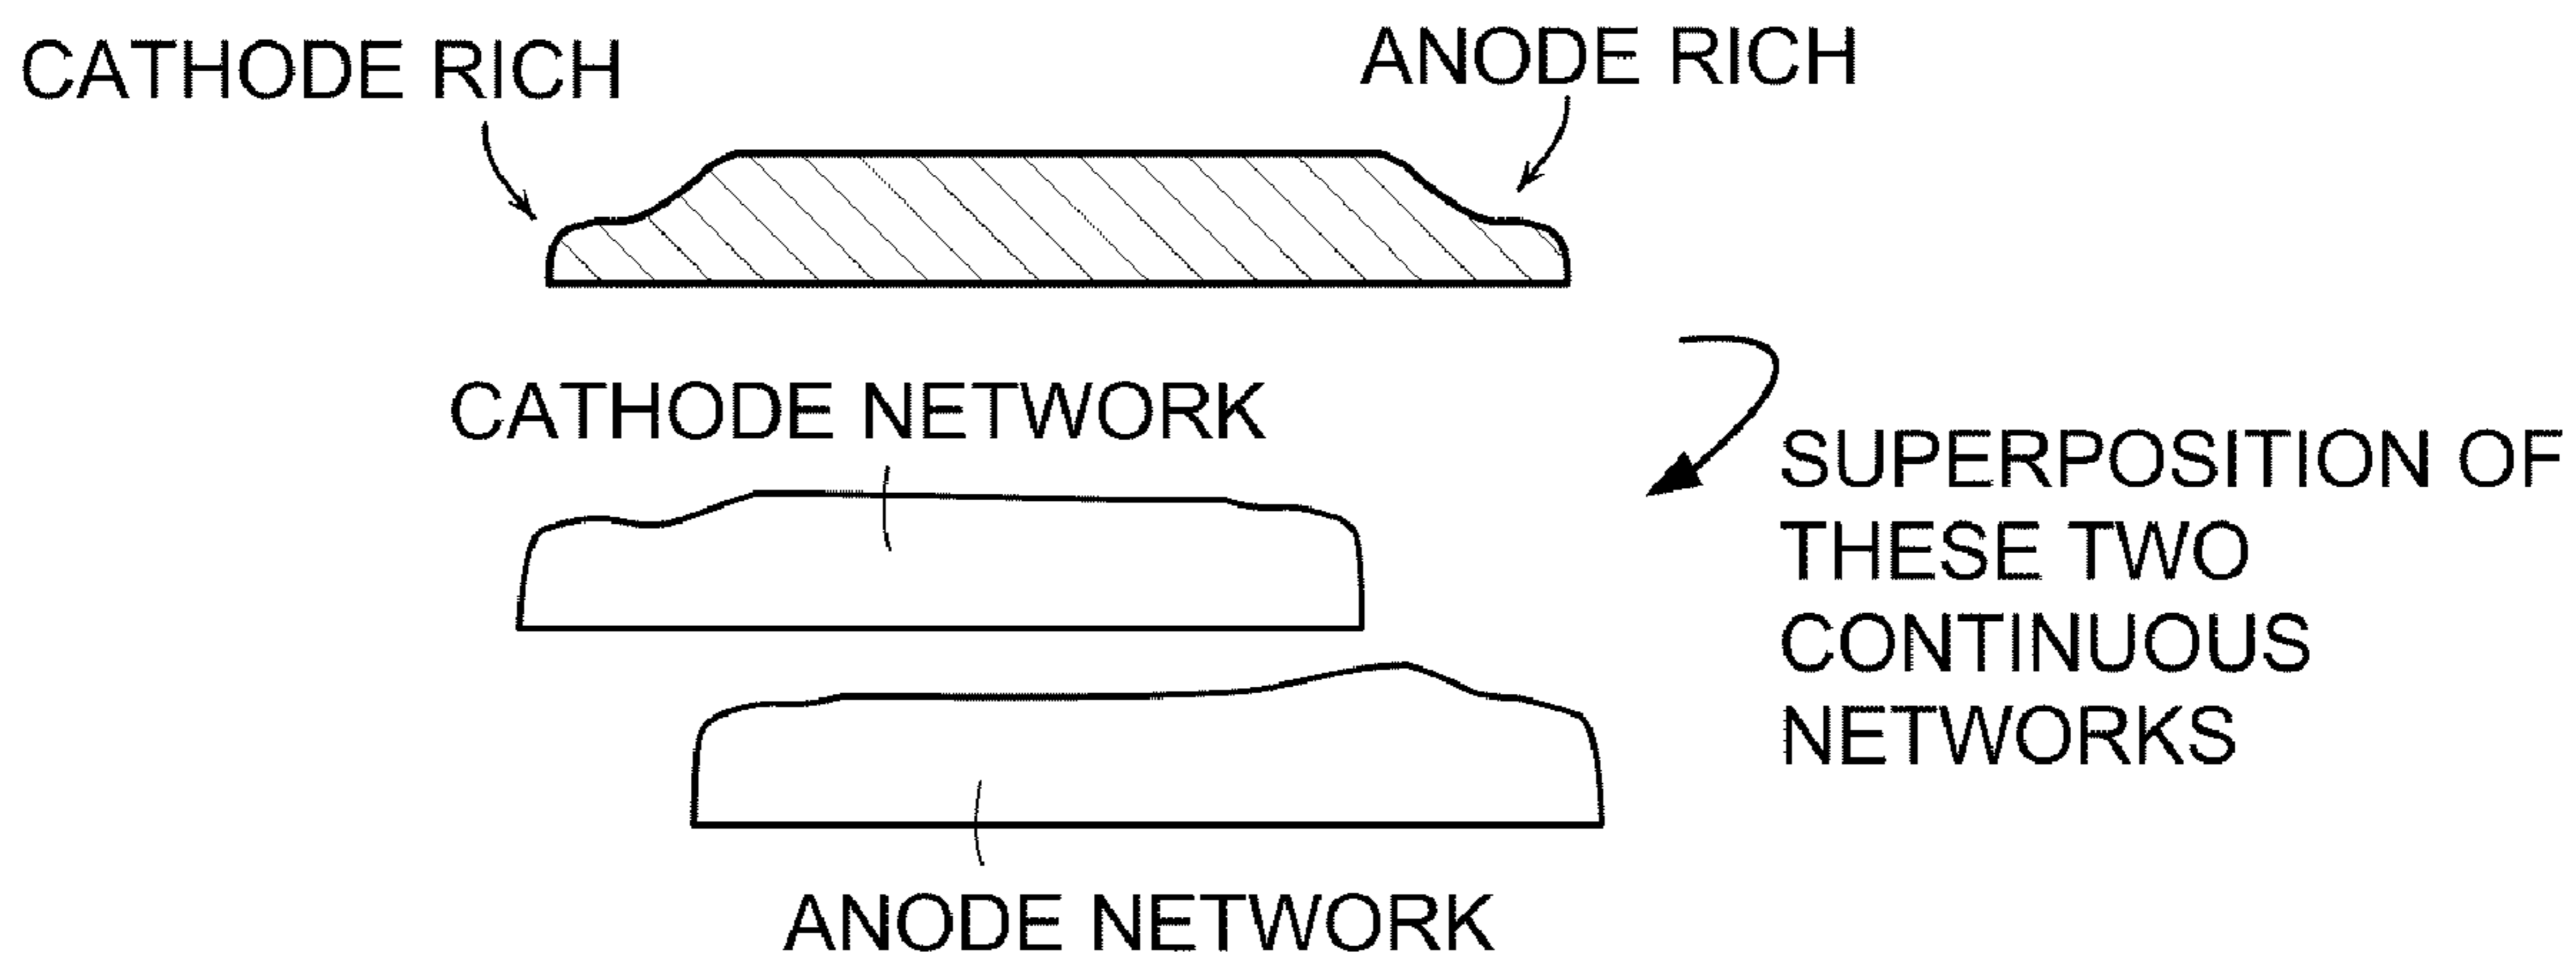 CATHODE RICH
ANODE RICH
CATHODE NETWORK
SUPERPOSITION OF
THESE TWO
CONTINUOUS
NETWORKS
ANODE NETWORK